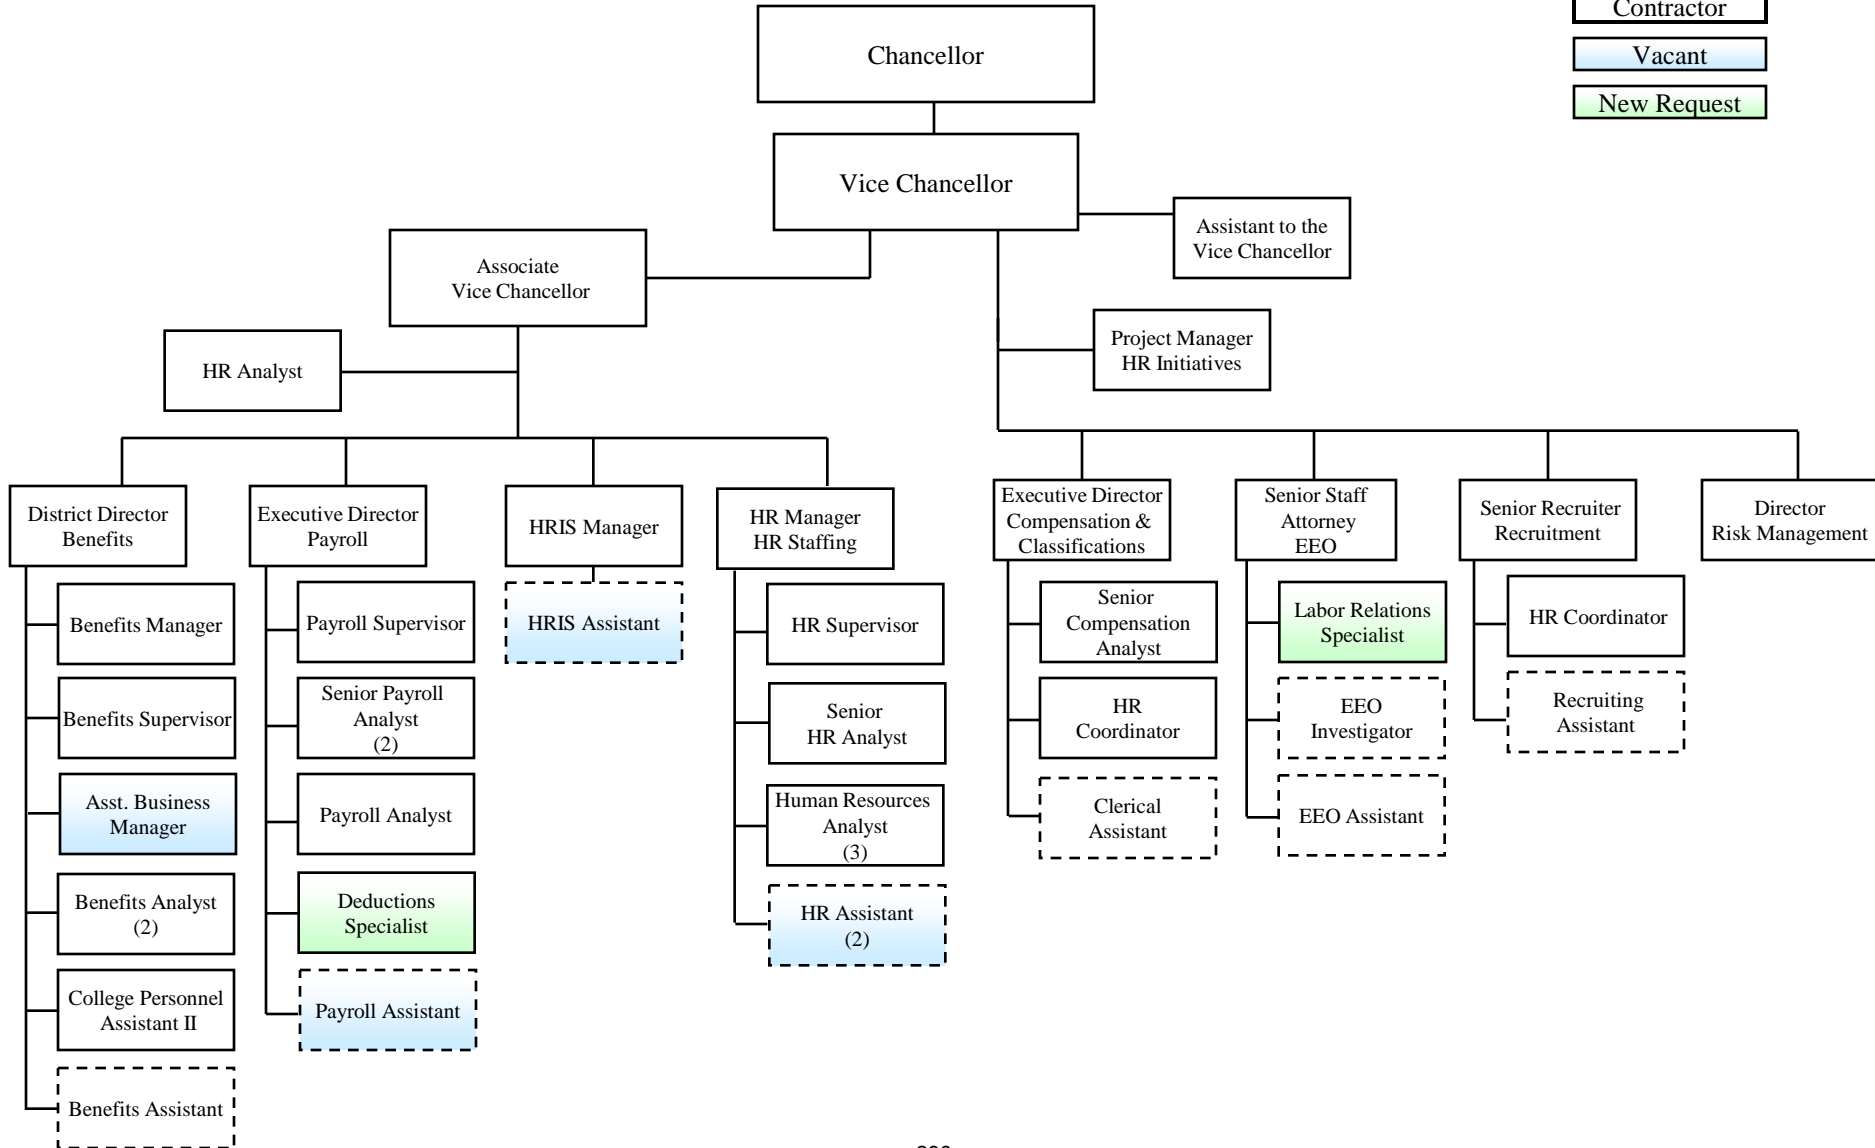 Contractor
Chancellor
Vacant
New Request
Vice Chancellor
Assistant to the
Vice Chancellor
Associate
Vice Chancellor
Project Manager
HR Initiatives
HR Analyst
District Director
Benefits
Executive Director
Payroll
HRIS Manager
HR Manager
HR Staffing
Executive Director
Compensation &
Classifications
Senior Staff
Attorney
EEO
Senior Recruiter
Recruitment
Director
Risk Management
Benefits Manager
Benefits Supervisor
Asst. Business
Manager
Benefits Analyst
(2)
College Personnel
Assistant II
Benefits Assistant
Payroll Supervisor
Senior Payroll
Analyst
(2)
Payroll Analyst
Deductions
Specialist
Payroll Assistant
HRIS Assistant
HR Supervisor
Senior
HR Analyst
Human Resources
Analyst
(3)
HR Assistant
(2)
Senior
Compensation
Analyst
HR
Coordinator
Clerical
Assistant
Labor Relations
Specialist
EEO
Investigator
EEO Assistant
HR Coordinator
Recruiting
Assistant